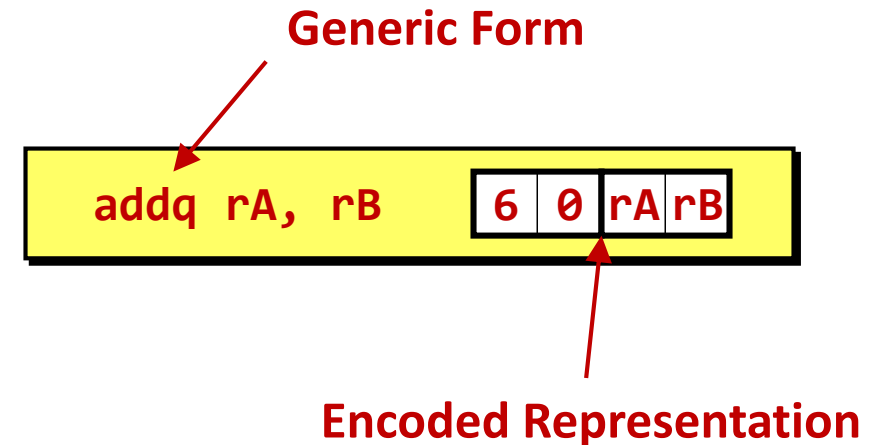 Generic Form
addq rA, rB 6 0 rA rB
Encoded Representation